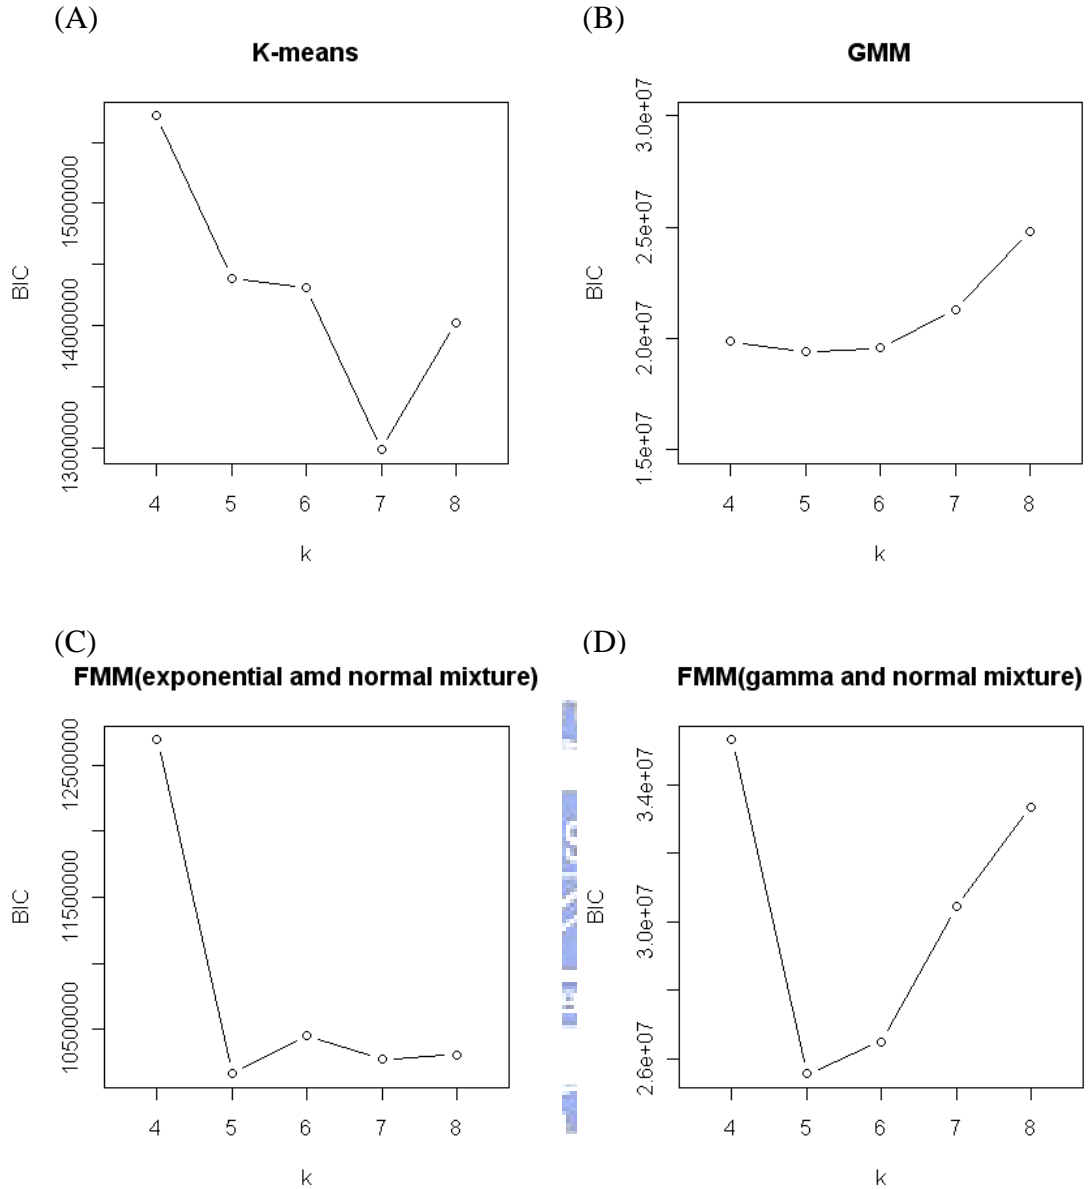 (A)
K-means
BIC
15000000
14000000
13000000
4 5 6 7 8
k
(B)
GMM
BIC
3.0e+07
2.5e+07
2.0e+07
1.5e+07
4 5 6 7 8
k
(C)
FMM(exponential amd normal mixture)
BIC
12500000
11500000
10500000
4 5 6 7 8
k
(D)
FMM(gamma and normal mixture)
BIC
3.4e+07
3.0e+07
2.6e+07
4 5 6 7 8
k